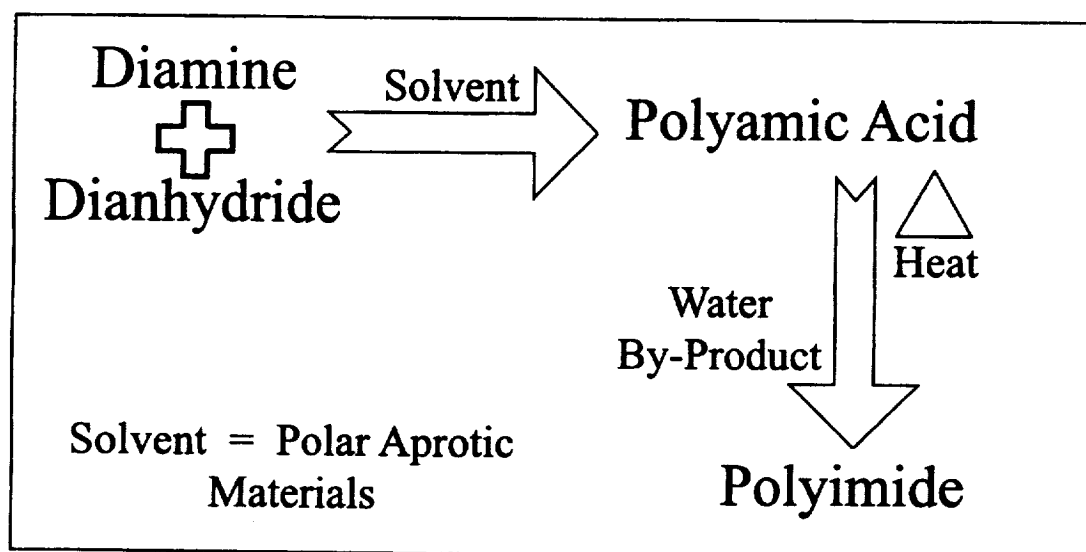 Diamine
Dianhydride
Solvent
Polyamic Acid
Heat
Water
By-Product
Polyimide
Solvent = Polar Aprotic
Materials